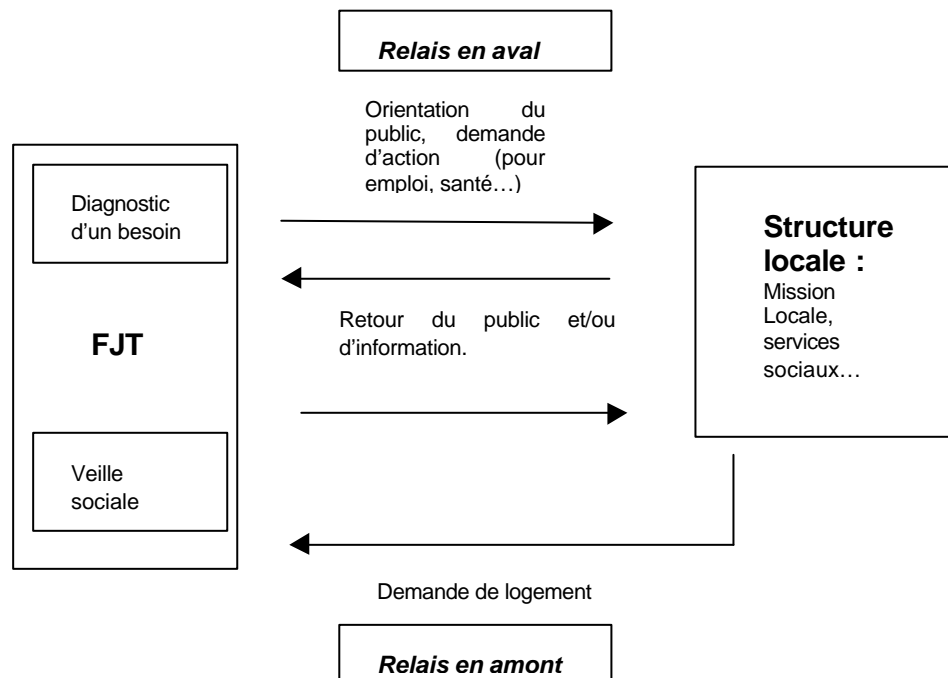 Relais en aval
Orientation du
public, demande
d'action (pour
emploi, santé…)
Diagnostic
d'un besoin
FJT
Veille
sociale
Structure
locale :
Mission
Locale,
services
sociaux…
Retour du public et/ou
d'information.
Demande de logement
Relais en amont